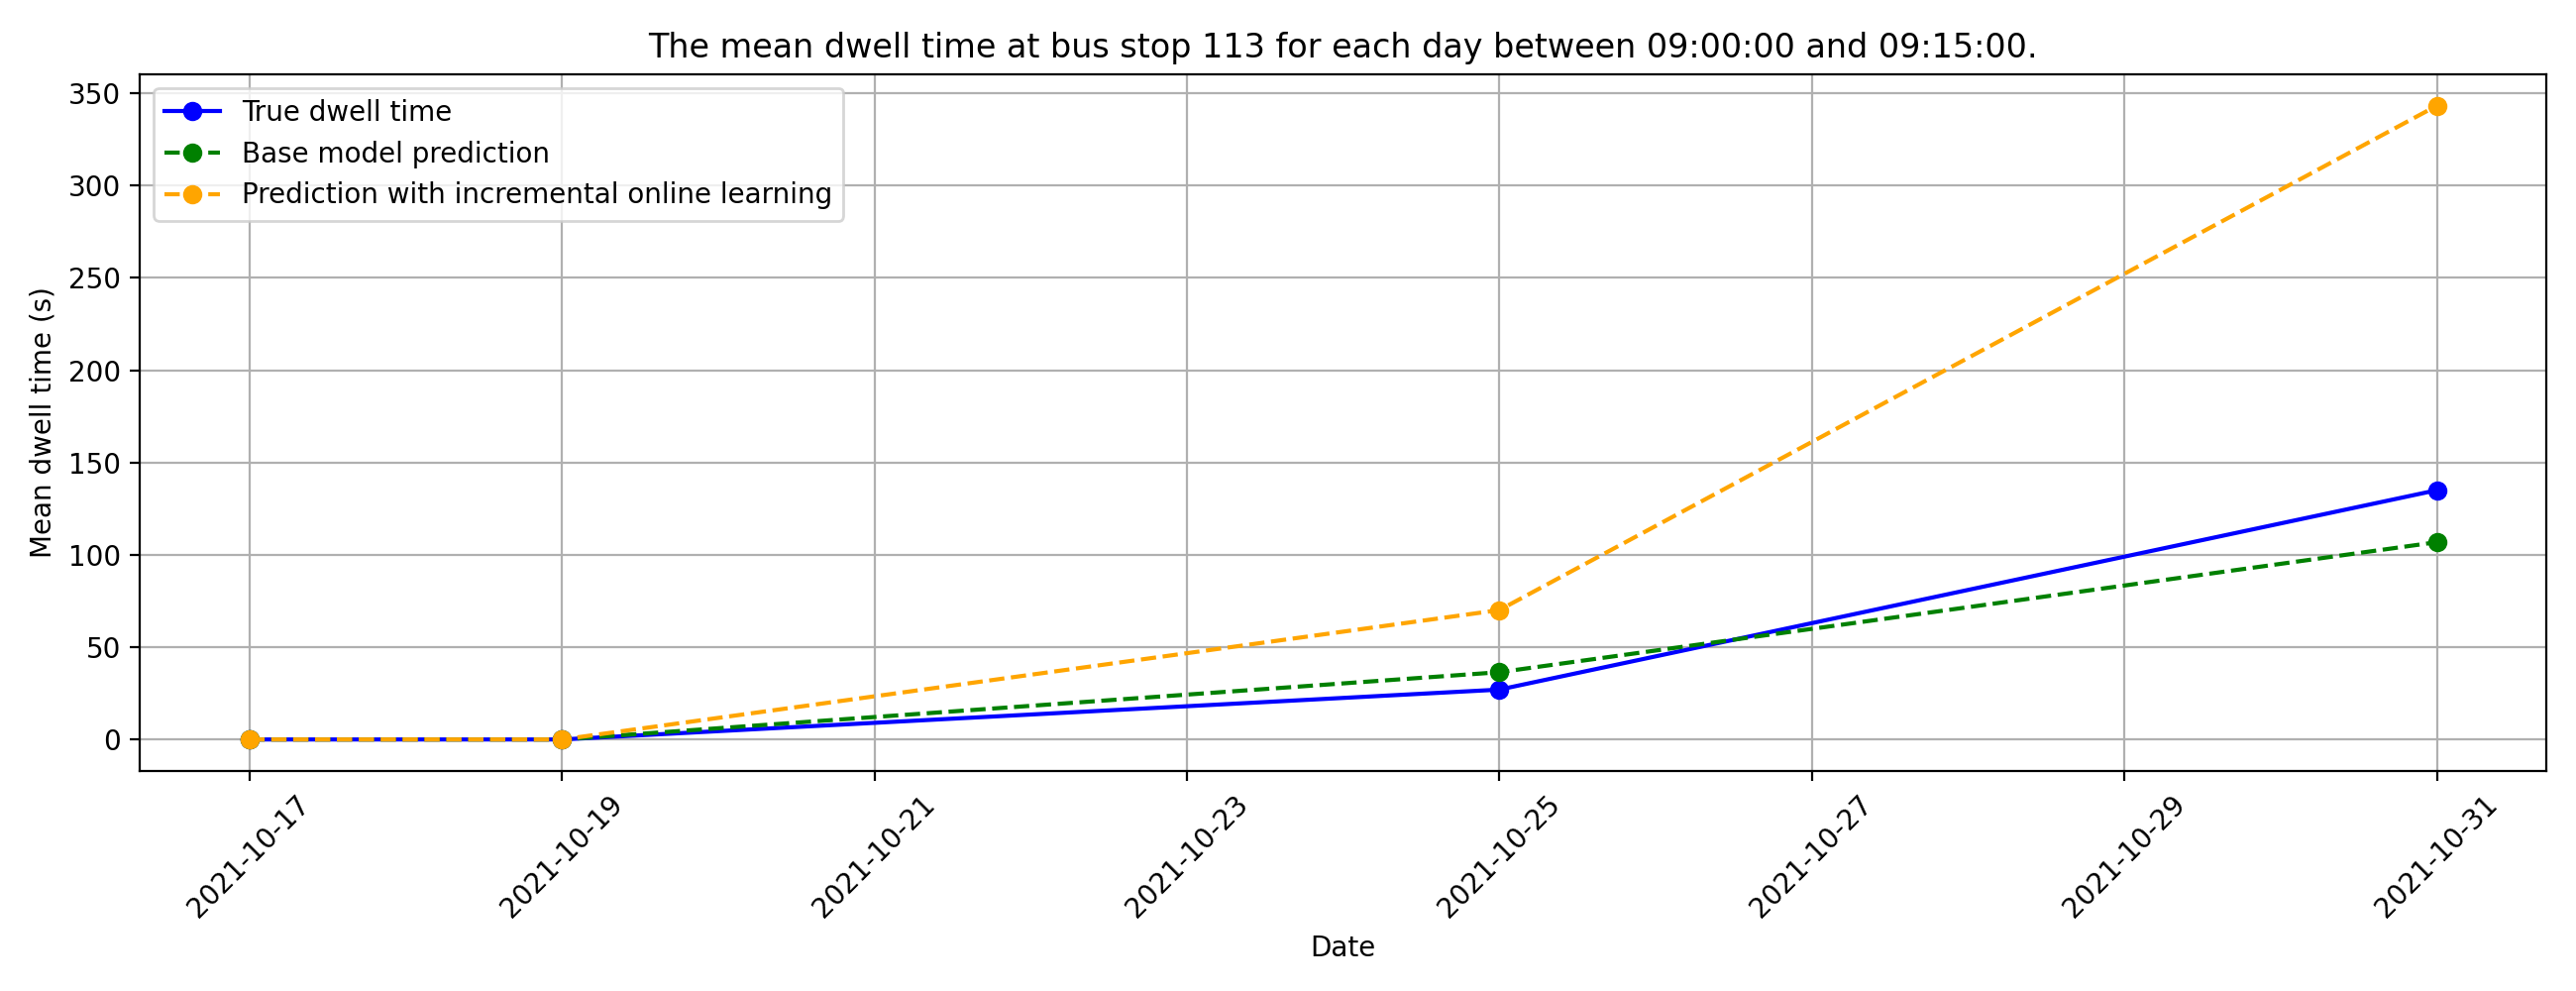 The mean dwell time at bus stop 113 for each day between 09:00:00 and 09:15:00.
True dwell time
Base model prediction
Prediction with incremental online learning
Mean dwell time (s)
350
300
250
200
150
100
50
0
2021-10-17
2021-10-19
2021-10-21
2021-10-23
2021-10-25
2021-10-27
2021-10-29
2021-10-31
Date